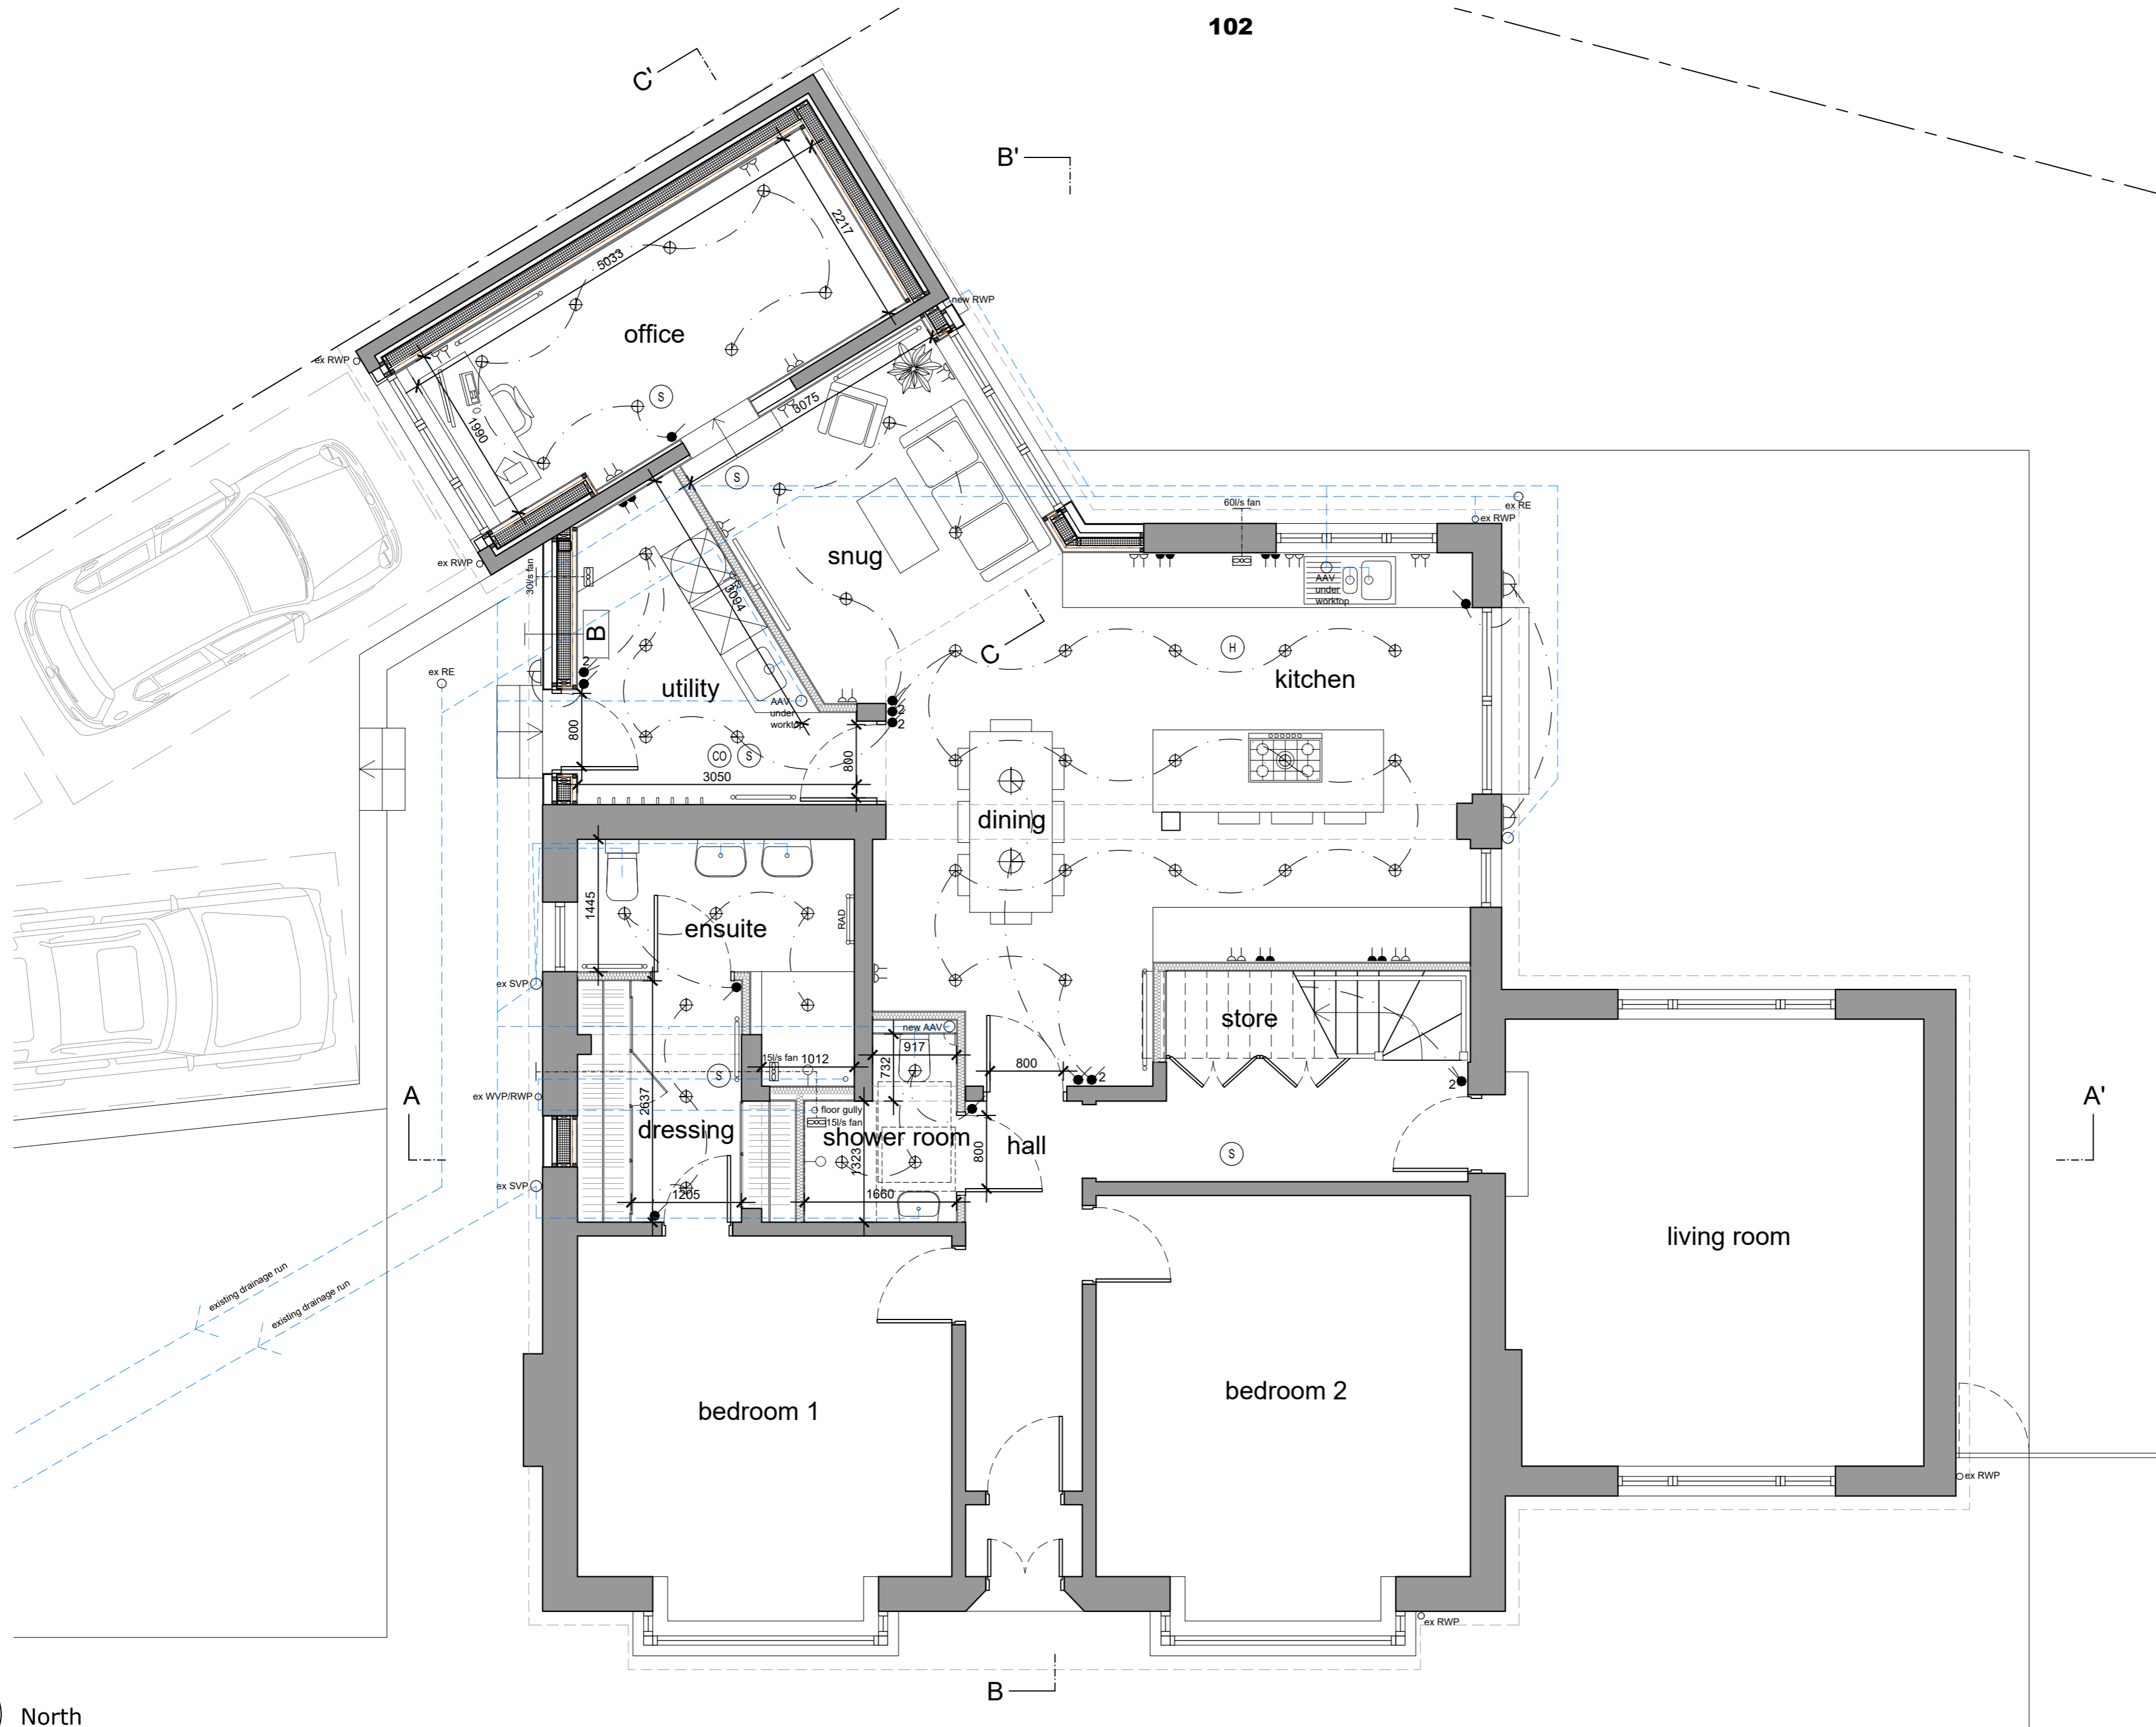 102
C'
B'
2217
5033
new RWP
office
ex RWP
S
3075
1990
S
60l/s fan
ex RE
ex RWP
snug
ex RWP
30l/s fan
AAV
under
worktop
3094
B
C
H
2
ex RE
utility
kitchen
AAV
under
worktop
2
2
800
CO
S
800
3050
dining
1445
RAD
ensuite
ex SVP
store
new AAV
917
15l/s fan
1012
732
800
S
2
2
A
ex WVP/RWP
2637
floor gully
15l/s fan
A'
dressing
shower room
hall
1323
800
S
ex SVP
1205
1660
living room
existing drainage run
existing drainage run
bedroom 1
bedroom 2
ex RWP
ex RWP
B
North